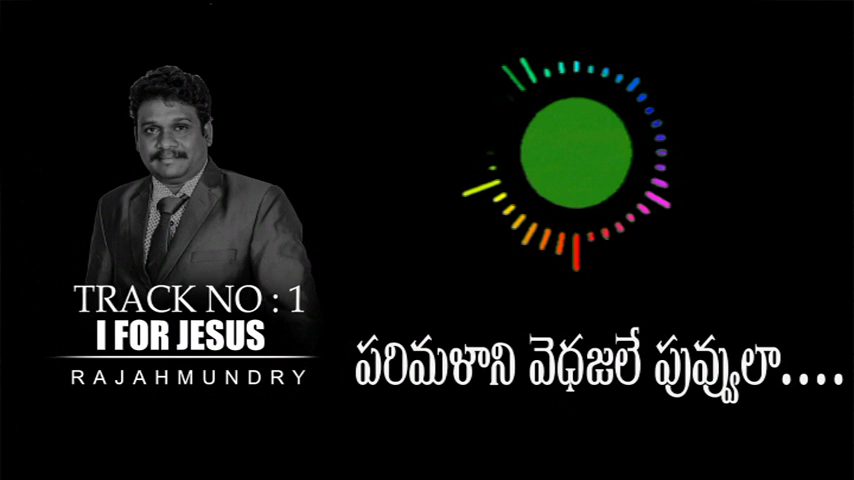 TRACK NO : 1
I FOR JESUS
RAJAHMUNDRY
పరిమళాని వెధజలే పువ్వులా....